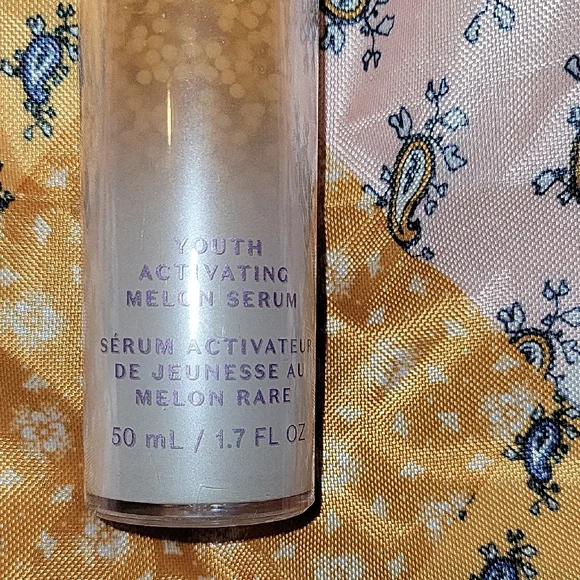 YOUTH
ACTIVATING
MELON SERUM
SÉRUM ACTIVATEUR
DE JEUNESSE AU
MELON RARE
50 mL / 1.7 FL OZ